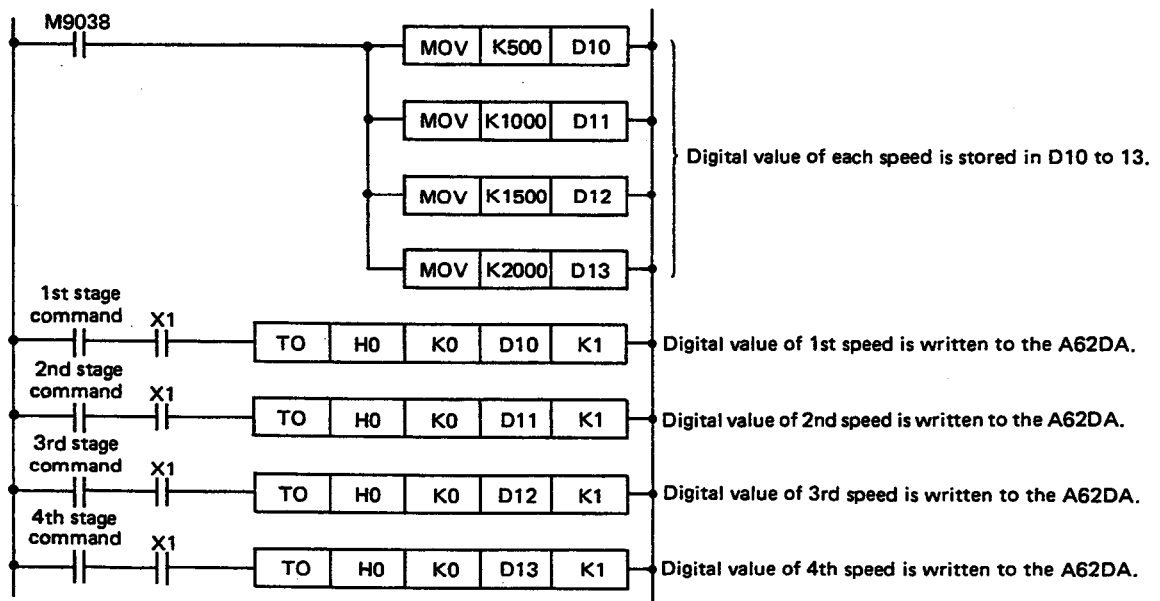 M9038
MOV K500 D10
MOV K1000 D11
Digital value of each speed is stored in D10 to 13.
MOV K1500 D12
MOV K2000 D13
1st stage
command X1
TO H0 K0 D10 K1 Digital value of 1st speed is written to the A62DA.
2nd stage
command X1
TO H0 K0 D11 K1 Digital value of 2nd speed is written to the A62DA.
3rd stage
command X1
TO H0 K0 D12 K1 Digital value of 3rd speed is written to the A62DA.
4th stage
command X1
TO H0 K0 D13 K1 Digital value of 4th speed is written to the A62DA.